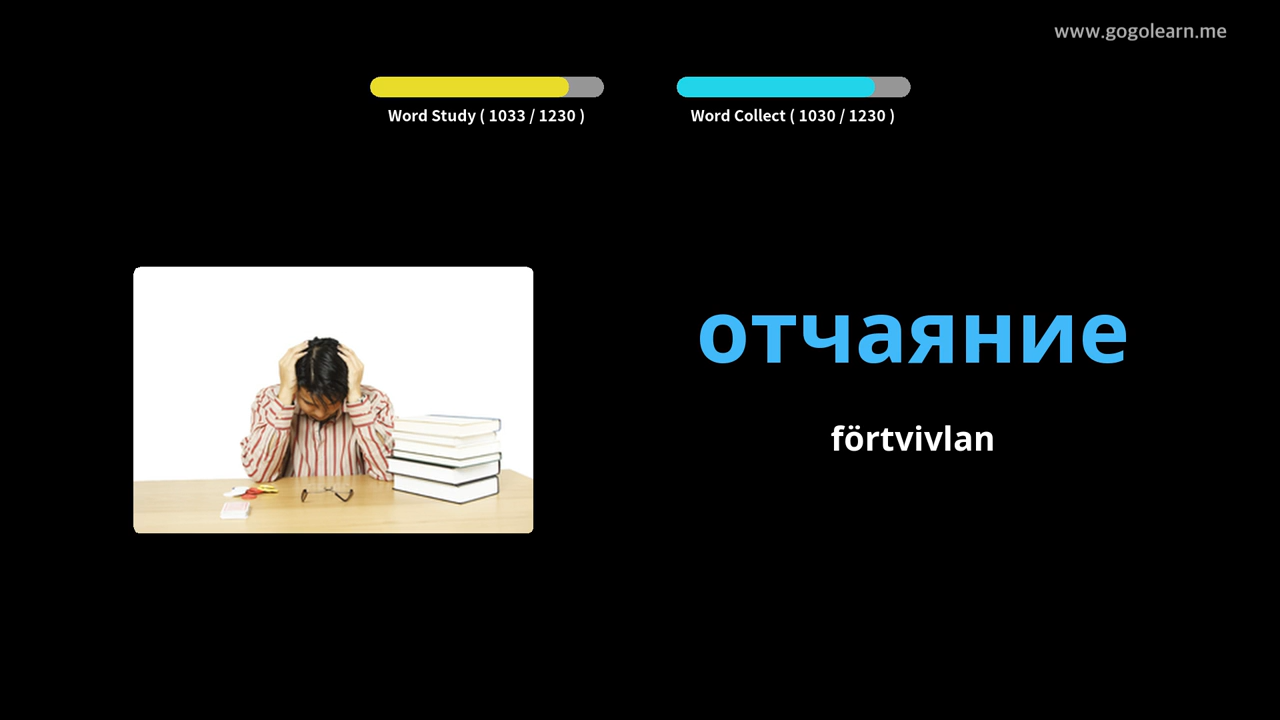 www.gogolearn.me
Word Study ( 1033 / 1230 )
Word Collect ( 1030 / 1230 )
отчаяние
förtvivlan